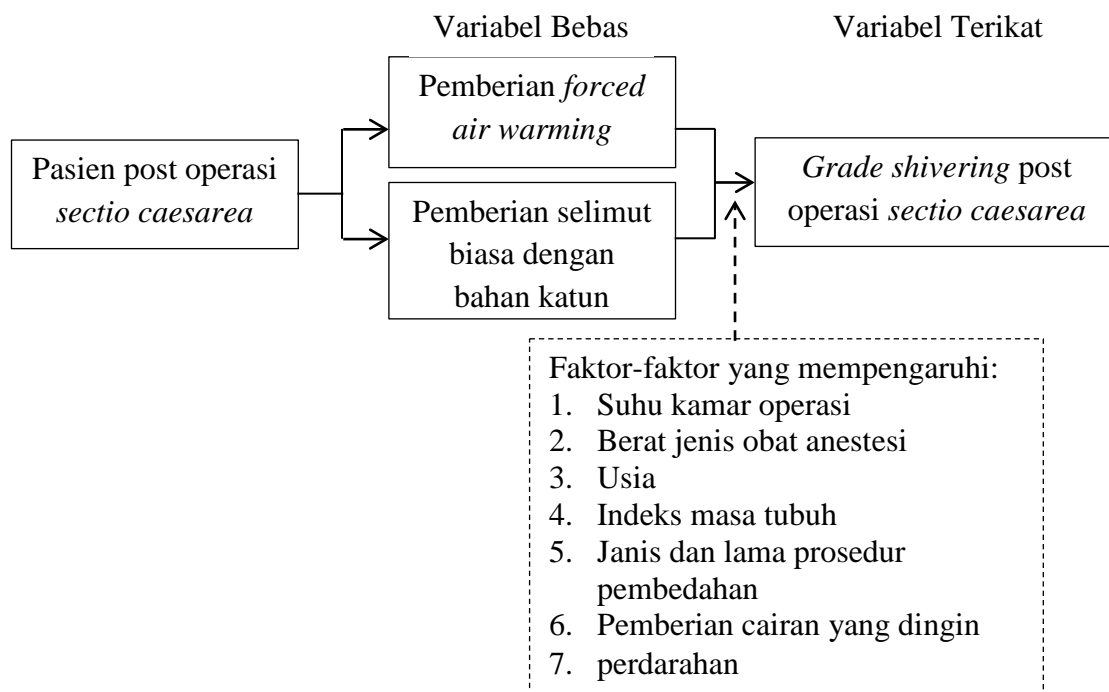 Variabel Bebas
Variabel Terikat
Pasien post operasi
sectio caesarea
Pemberian forced
air warming
Pemberian selimut
biasa dengan
bahan katun
Grade shivering post
operasi sectio caesarea
Faktor-faktor yang mempengaruhi:
1. Suhu kamar operasi
2. Berat jenis obat anestesi
3. Usia
4. Indeks masa tubuh
5. Janis dan lama prosedur
pembedahan
6. Pemberian cairan yang dingin
7. perdarahan